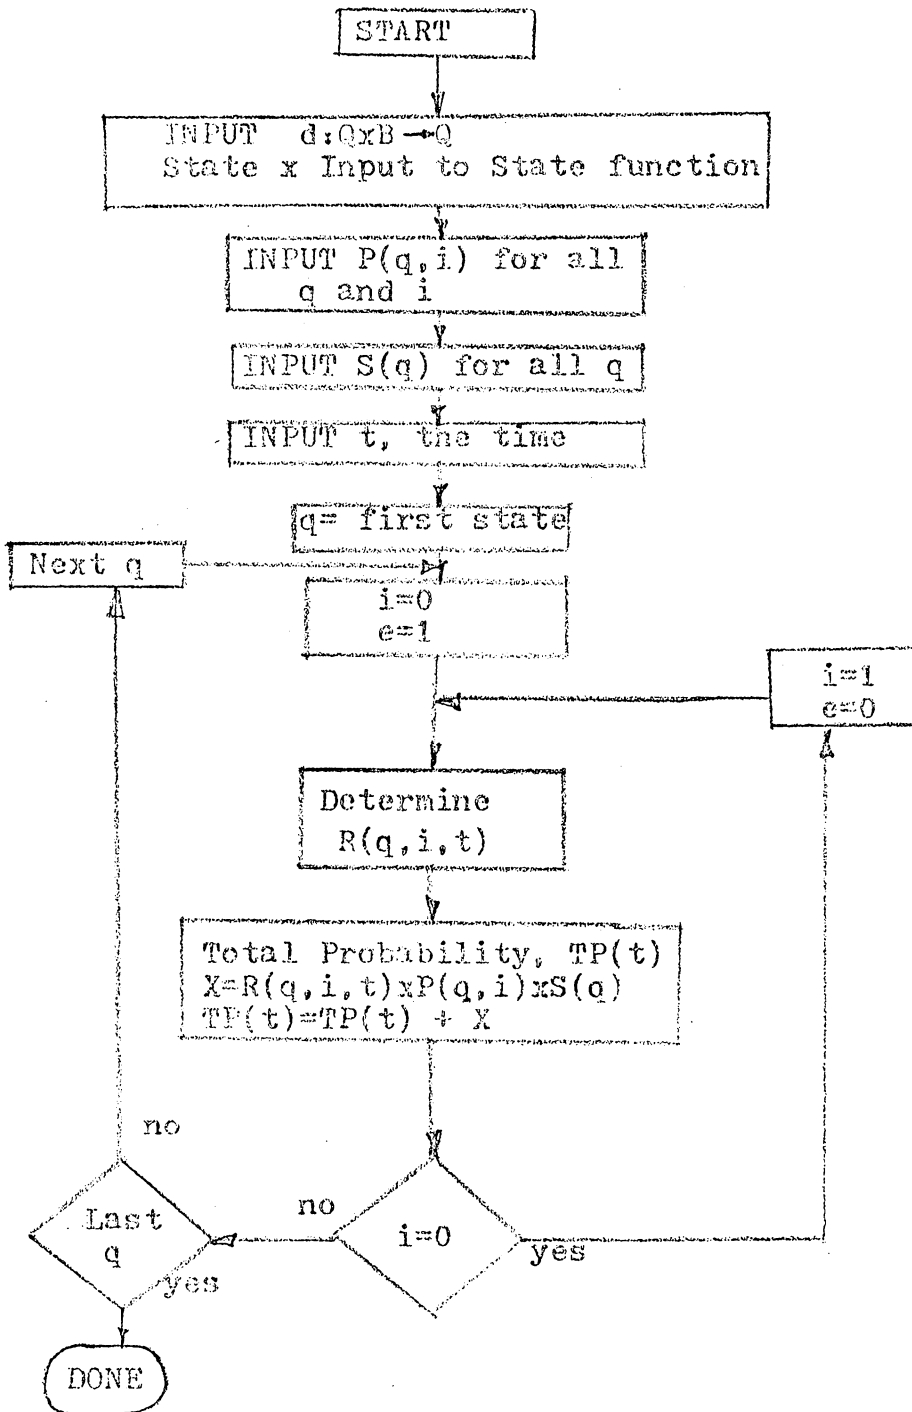 START
INPUT d:QxB→Q
State x Input to State function
INPUT P(q,i) for all
q and i
INPUT S(q) for all q
INPUT t, the time
q= first state
Next q
i=0
e=1
i=1
e=0
Determine
R(q,i,t)
Total Probability, TP(t)
X=R(q,i,t)xP(q,i)xS(q)
TP(t)=TP(t) + X
no
Last
q
yes
no
i=0
yes
DONE